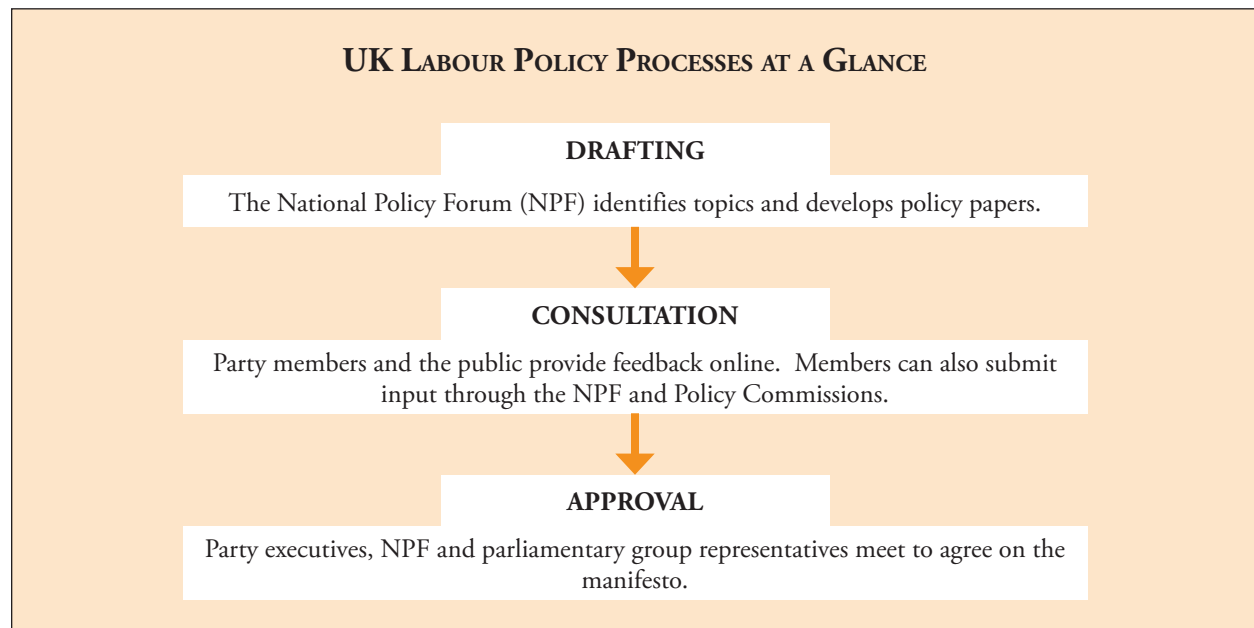 UK LABOUR POLICY PROCESSES AT A GLANCE
DRAFTING
The National Policy Forum (NPF) identifies topics and develops policy papers.
CONSULTATION
Party members and the public provide feedback online.  Members can also submit
input through the NPF and Policy Commissions.
APPROVAL
Party executives, NPF and parliamentary group representatives meet to agree on the
manifesto.